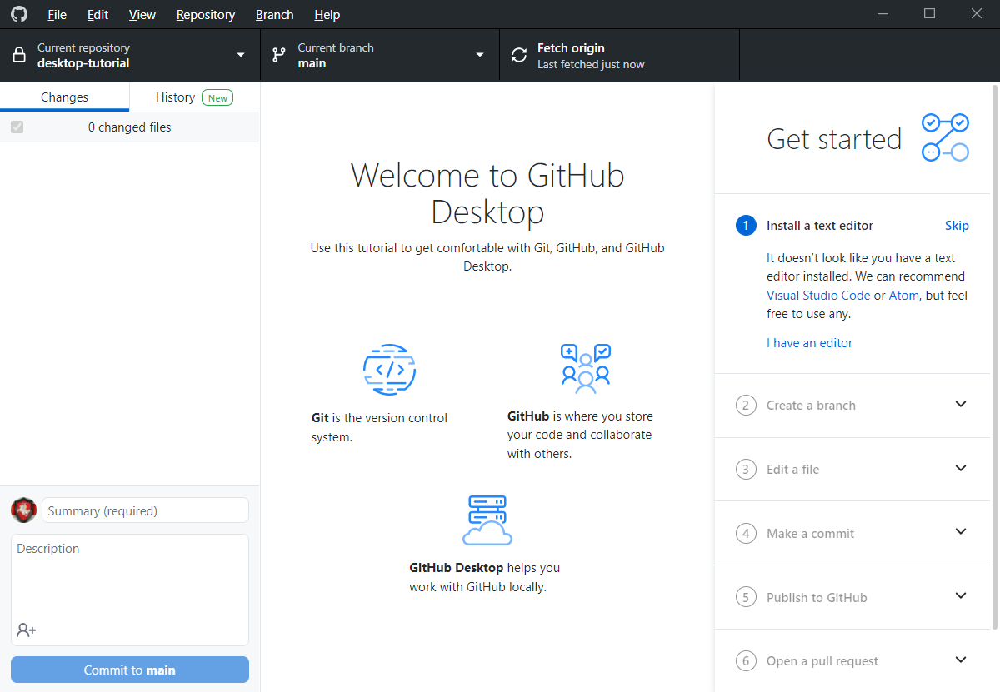 File Edit View Repository Branch Help
Current repository
desktop-tutorial
Current branch
main
Fetch origin
Last fetched just now
Changes
History New
0 changed files
Summary (required)
Description
Commit to main
Welcome to GitHub
Desktop
Use this tutorial to get comfortable with Git, GitHub, and GitHub
Desktop.
Git is the version control
system.
GitHub is where you store
your code and collaborate
with others.
GitHub Desktop helps you
work with GitHub locally.
Get started
1 Install a text editor Skip
It doesn’t look like you have a text
editor installed. We can recommend
Visual Studio Code or Atom, but feel
free to use any.
I have an editor
2 Create a branch
3 Edit a file
4 Make a commit
5 Publish to GitHub
6 Open a pull request